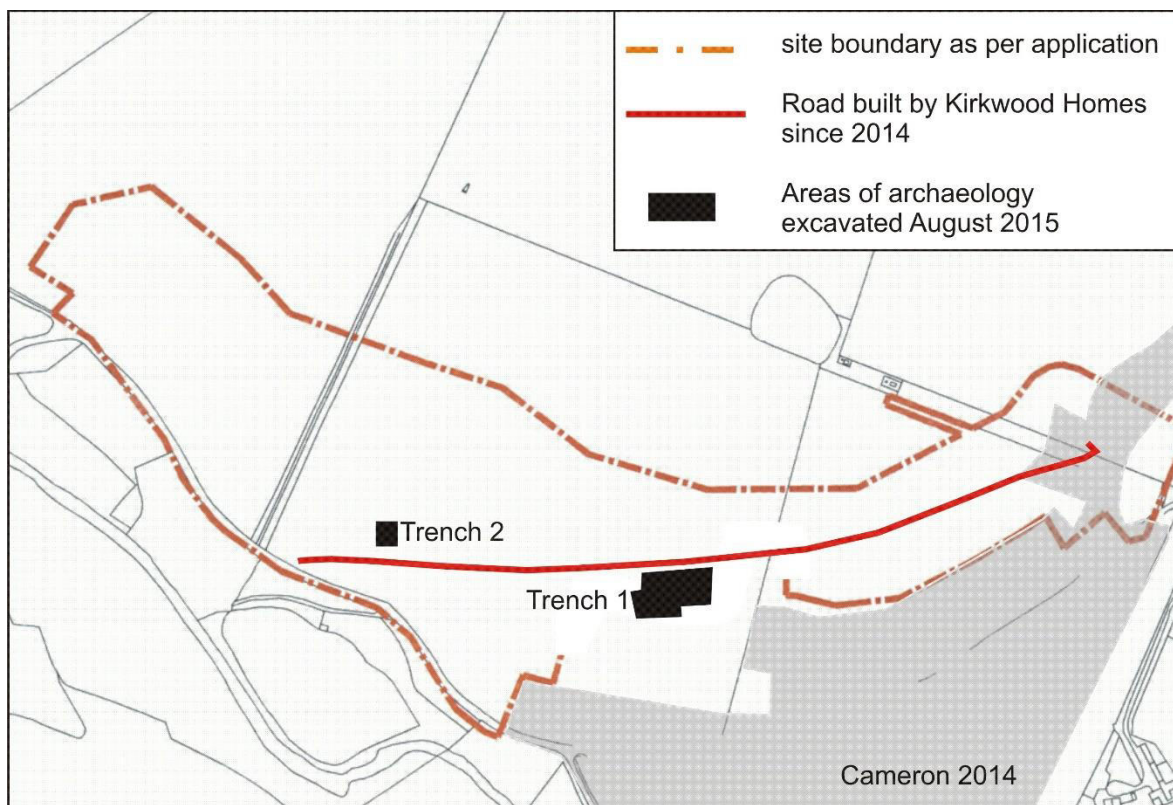 site boundary as per application
Road built by Kirkwood Homes
since 2014
Areas of archaeology
excavated August 2015
Trench 2
Trench 1
Cameron 2014